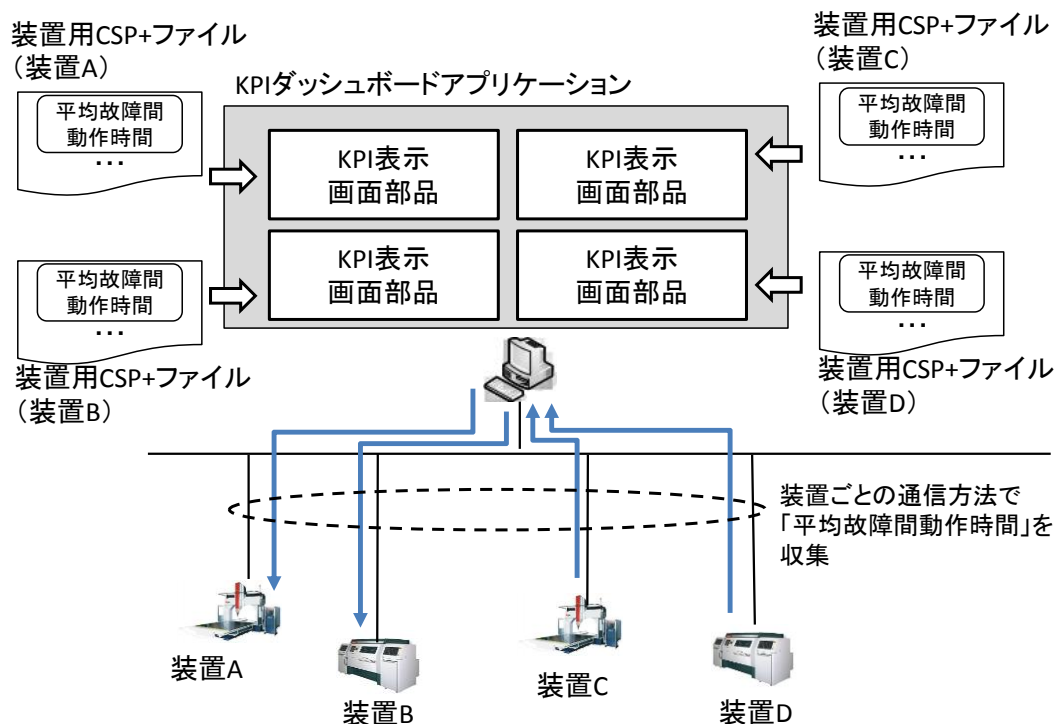 装置用CSP+ファイル
（装置A）
平均故障間
動作時間
...
KPIダッシュボードアプリケーション
装置用CSP+ファイル
（装置C）
平均故障間
動作時間
...
KPI表示
画面部品
KPI表示
画面部品
KPI表示
画面部品
KPI表示
画面部品
平均故障間
動作時間
...
装置用CSP+ファイル
（装置B）
平均故障間
動作時間
...
装置用CSP+ファイル
（装置D）
装置ごとの通信方法で
「平均故障間動作時間」を
収集
装置A
装置B
装置C
装置D